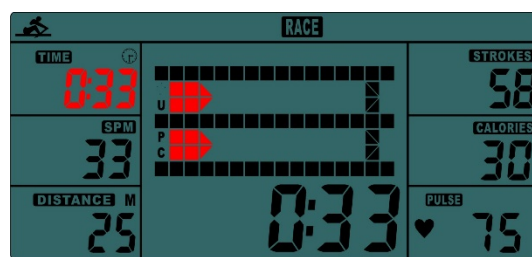 RACE
TIME
0:33
SPM
33
DISTANCE M
25
U
P
C
0:33
STROKES
58
CALORIES
30
PULSE
75